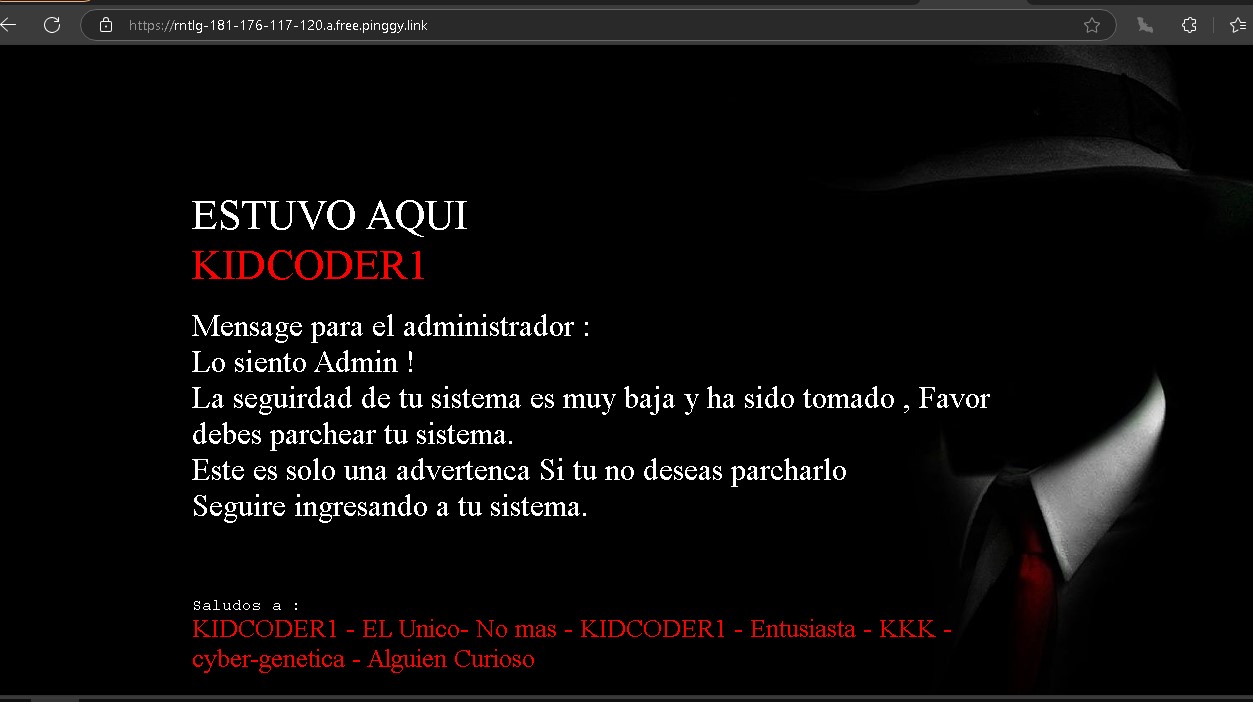 https://rntlg-181-176-117-120.a.free.pinggy.link
ESTUVO AQUI
KIDCODER1
Mensage para el administrador :
Lo siento Admin !
La seguirdad de tu sistema es muy baja y ha sido tomado , Favor
debes parchear tu sistema.
Este es solo una advertenca Si tu no deseas parcharlo
Seguire ingresando a tu sistema.
Saludos a :
KIDCODER1 - EL Unico- No mas - KIDCODER1 - Entusiasta - KKK -
cyber-genetica - Alguien Curioso